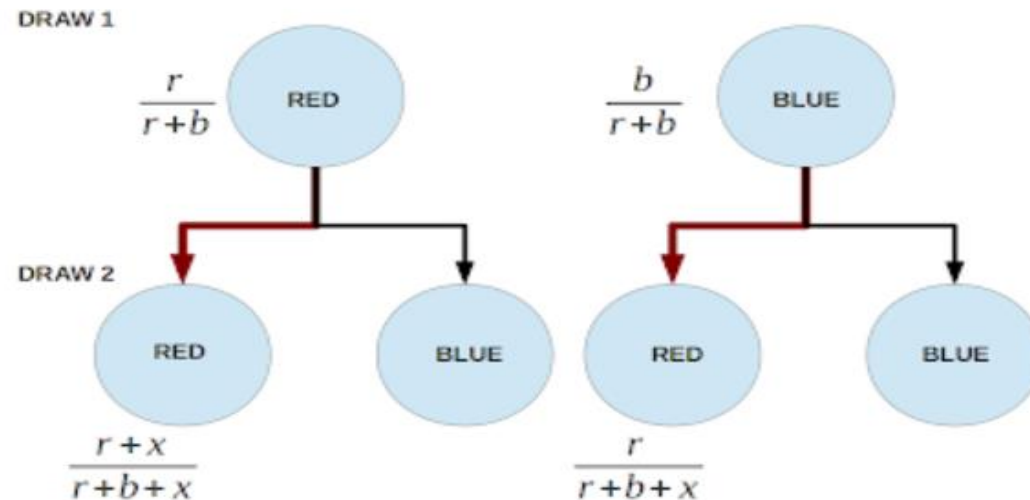 DRAW 1
r/(r+b)
RED
b/(r+b)
BLUE
DRAW 2
RED
BLUE
RED
BLUE
(r+x)/(r+b+x)
r/(r+b+x)